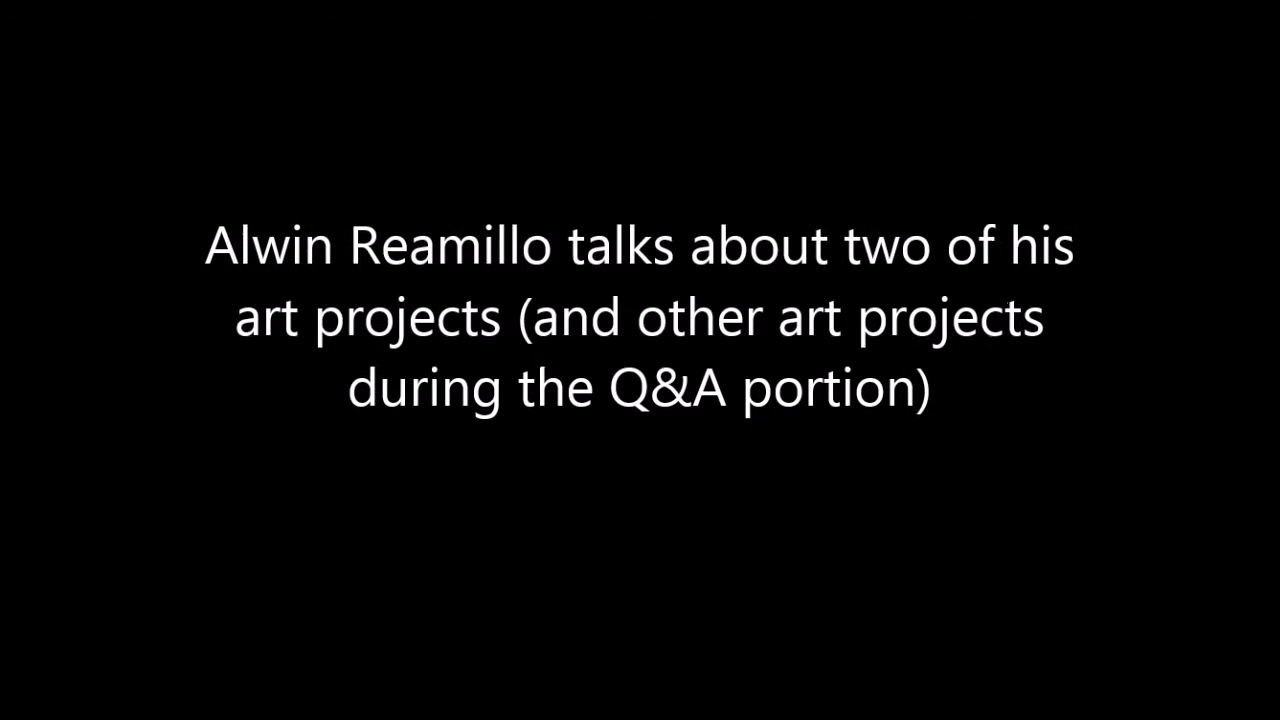 Alwin Reamillo talks about two of his
art projects (and other art projects
during the Q&A portion)